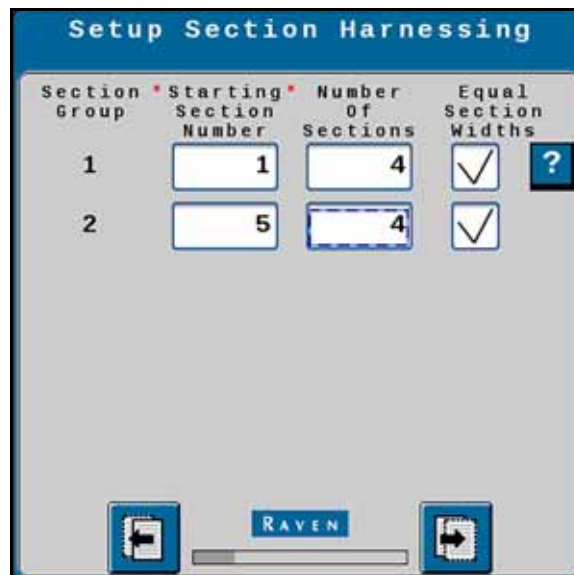 Setup Section Harnessing
Section * Starting * Number Equal
Group Section Of Section
Number Sections Widths
1 1 4 ?
2 5 4
RAVEN